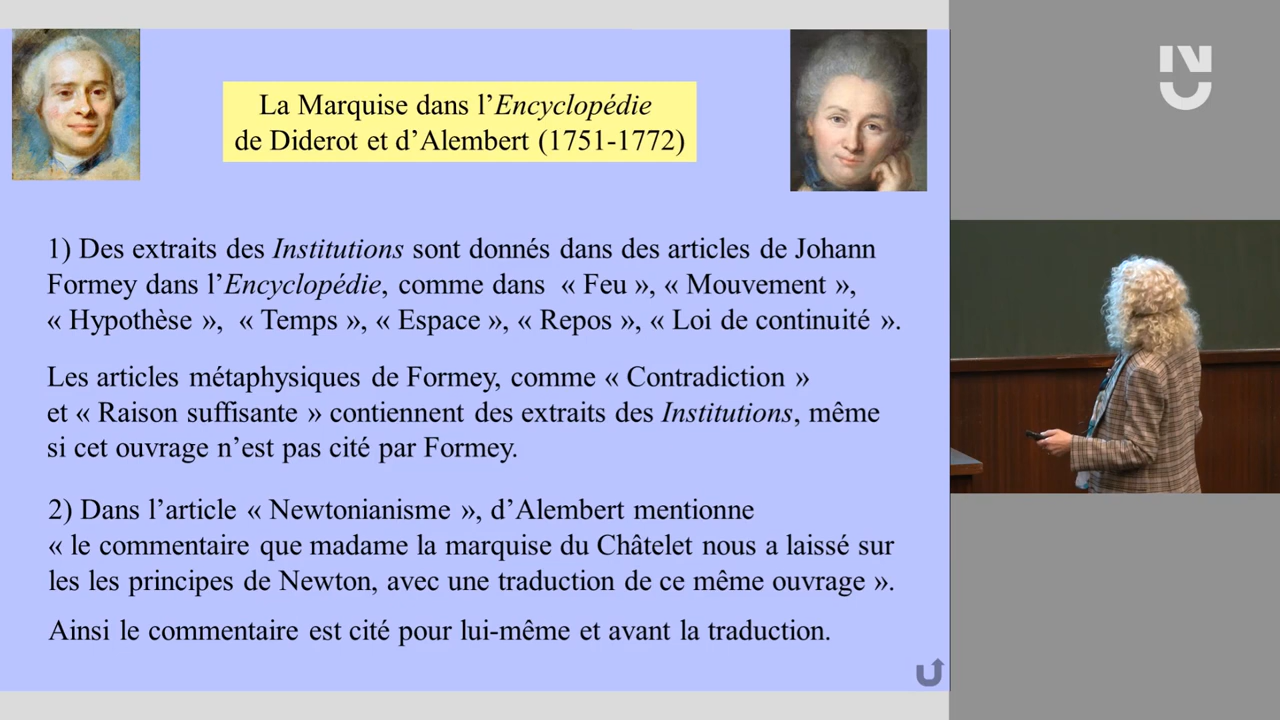 La Marquise dans l’Encyclopédie
de Diderot et d’Alembert (1751-1772)
1) Des extraits des Institutions sont donnés dans des articles de Johann
Formey dans l’Encyclopédie, comme dans « Feu », « Mouvement »,
« Hypothèse », « Temps », « Espace », « Repos », « Loi de continuité ».
Les articles métaphysiques de Formey, comme « Contradiction »
et « Raison suffisante » contiennent des extraits des Institutions, même
si cet ouvrage n’est pas cité par Formey.
2) Dans l’article « Newtonianisme », d’Alembert mentionne
« le commentaire que madame la marquise du Châtelet nous a laissé sur
les les principes de Newton, avec une traduction de ce même ouvrage ».
Ainsi le commentaire est cité pour lui-même et avant la traduction.